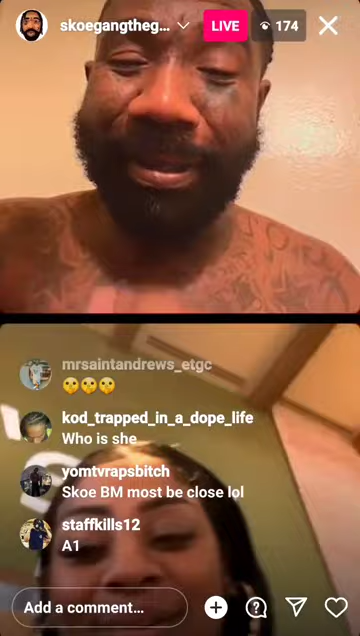 skoegangtheg...
LIVE
174
mrsaintandrews_etgc
kod_trapped_in_a_dope_life
Who is she
yomtvrapsbitch
Skoe BM most be close lol
staffkills12
A1
Add a comment...